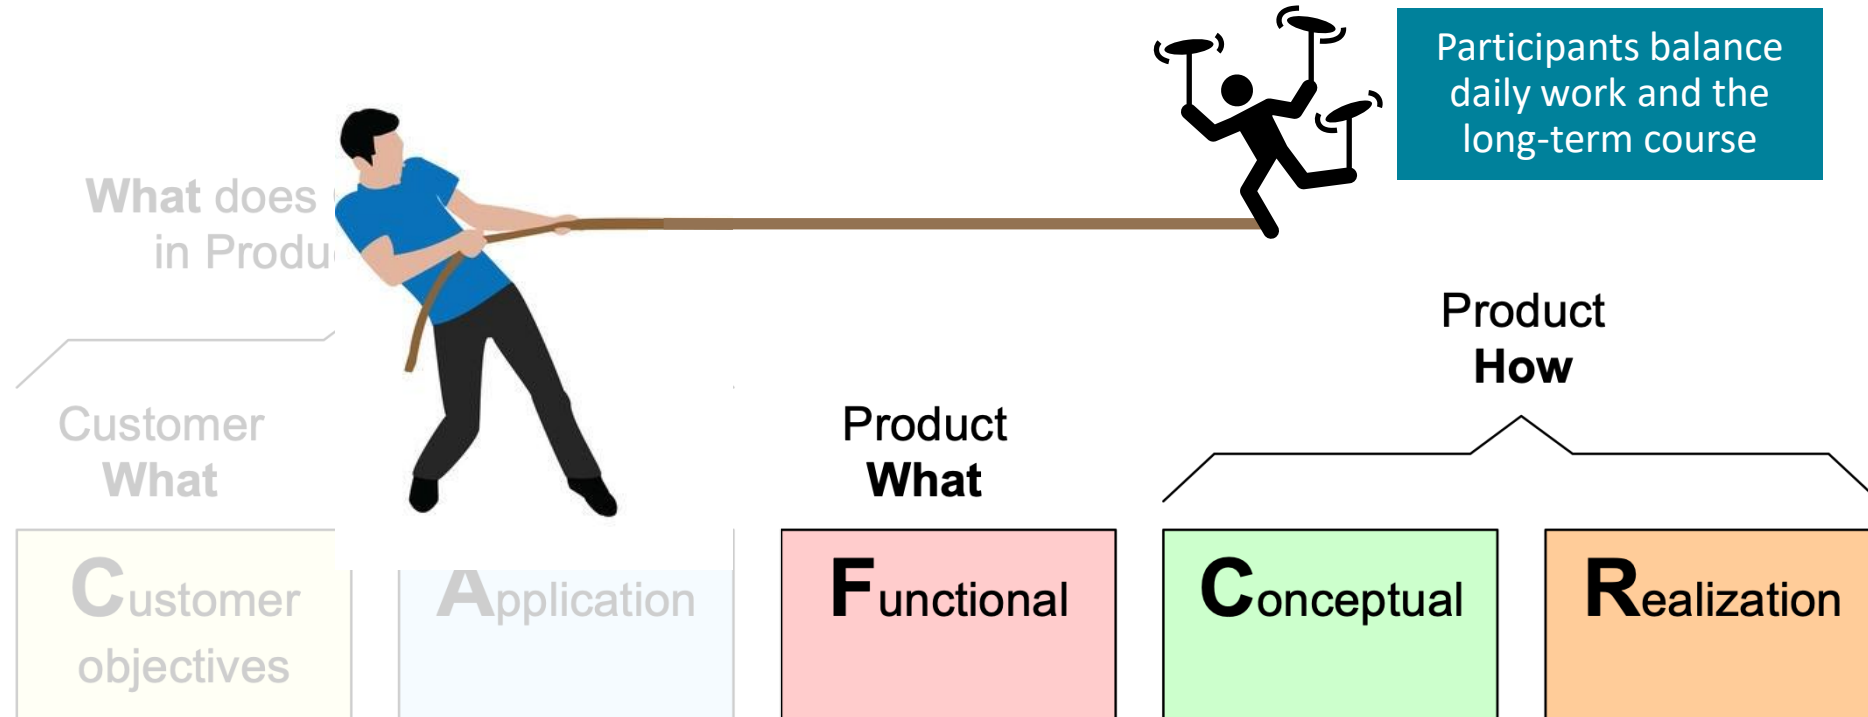 Participants balance
daily work and the
long-term course
What does
in Produ
Product
How
Customer
What
Product
What
Customer
objectives
Application
Functional
Conceptual
Realization